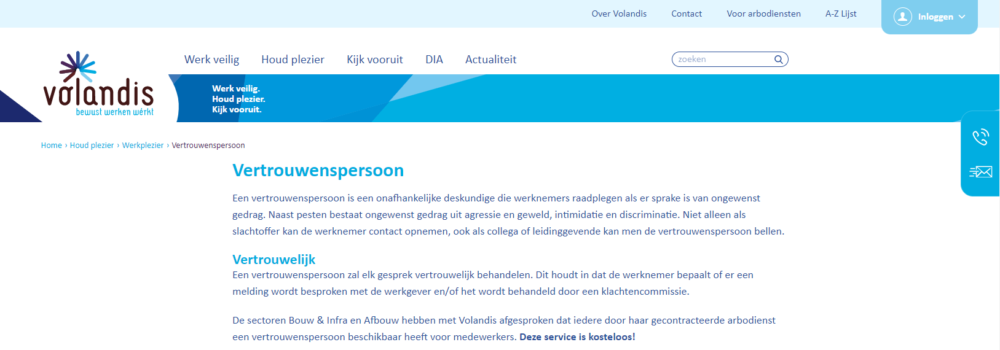 Over Volandis Contact Voor arbodiensten A-Z Lijst Inloggen
Werk veilig Houd plezier Kijk vooruit DIA Actualiteit zoeken
volandis
bewust werken wérkt
Werk veilig.
Houd plezier.
Kijk vooruit.
Home › Houd plezier › Werkplezier › Vertrouwenspersoon
Vertrouwenspersoon
Een vertrouwenspersoon is een onafhankelijke deskundige die werknemers raadplegen als er sprake is van ongewenst
gedrag. Naast pesten bestaat ongewenst gedrag uit agressie en geweld, intimidatie en discriminatie. Niet alleen als
slachtoffer kan de werknemer contact opnemen, ook als collega of leidinggevende kan men de vertrouwenspersoon bellen.
Vertrouwelijk
Een vertrouwenspersoon zal elk gesprek vertrouwelijk behandelen. Dit houdt in dat de werknemer bepaalt of er een
melding wordt besproken met de werkgever en/of het wordt behandeld door een klachtencommissie.
De sectoren Bouw & Infra en Afbouw hebben met Volandis afgesproken dat iedere door haar gecontracteerde arbodienst
een vertrouwenspersoon beschikbaar heeft voor medewerkers. Deze service is kosteloos!